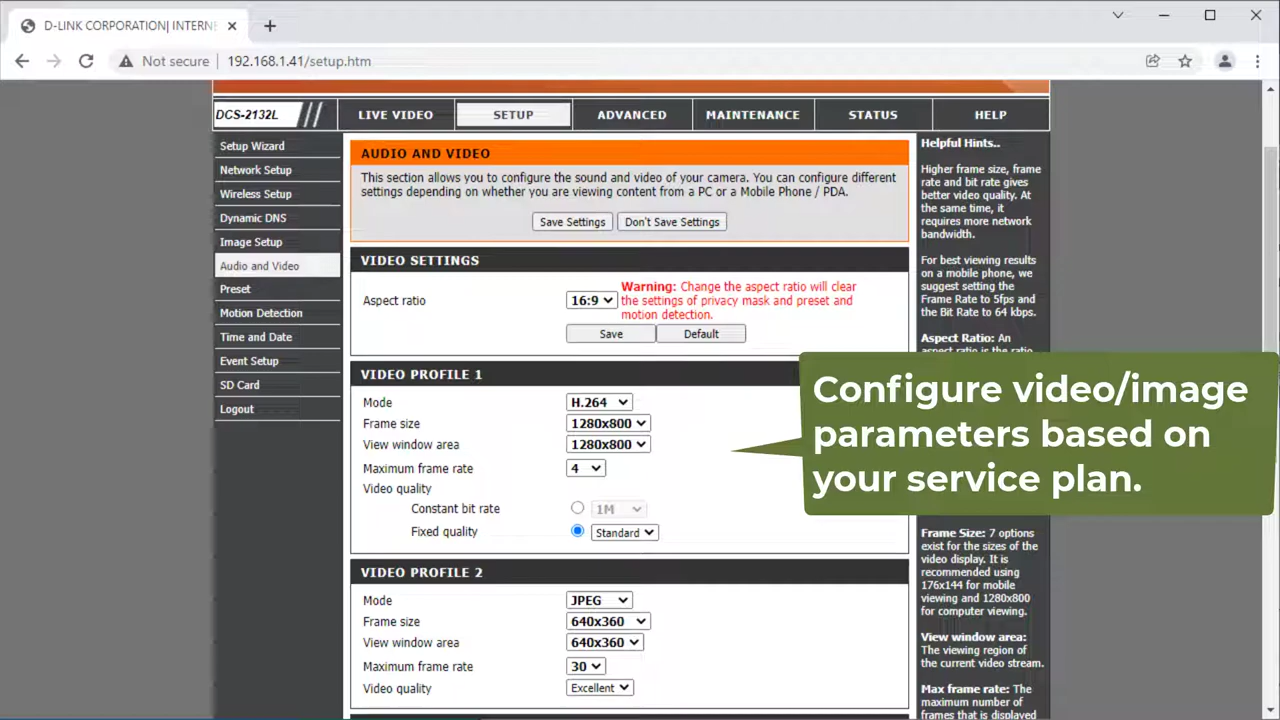 D-LINK CORPORATION| INTERN
Not secure
192.168.1.41/setup.htm
DCS-2132L
LIVE VIDEO
SETUP
ADVANCED
MAINTENANCE
STATUS
HELP
Setup Wizard
Network Setup
Wireless Setup
Dynamic DNS
Image Setup
Audio and Video
Preset
Motion Detection
Time and Date
Event Setup
SD Card
Logout
AUDIO AND VIDEO
This section allows you to configure the sound and video of your camera. You can configure different
settings depending on whether you are viewing content from a PC or a Mobile Phone / PDA.
Save Settings
Don't Save Settings
VIDEO SETTINGS
Aspect ratio
16:9
Warning: Change the aspect ratio will clear
the settings of privacy mask and preset and
motion detection.
Save
Default
VIDEO PROFILE 1
Mode
H.264
Frame size
1280x800
View window area
1280x800
Maximum frame rate
4
Video quality
Constant bit rate
1M
Fixed quality
Standard
VIDEO PROFILE 2
Mode
JPEG
Frame size
640x360
View window area
640x360
Maximum frame rate
30
Video quality
Excellent
Helpful Hints..
Higher frame size, frame
rate and bit rate gives
better video quality. At
the same time, it
requires more network
bandwidth.
For best viewing results
on a mobile phone, we
suggest setting the
Frame Rate to 5fps and
the Bit Rate to 64 kbps.
Aspect Ratio: An
aspect ratio is the ratio
Configure video/image
parameters based on
your service plan.
Frame Size: 7 options
exist for the sizes of the
video display. It is
recommended using
176x144 for mobile
viewing and 1280x800
for computer viewing.
View window area:
The viewing region of
the current video stream.
Max frame rate: The
maximum number of
frames that is displayed